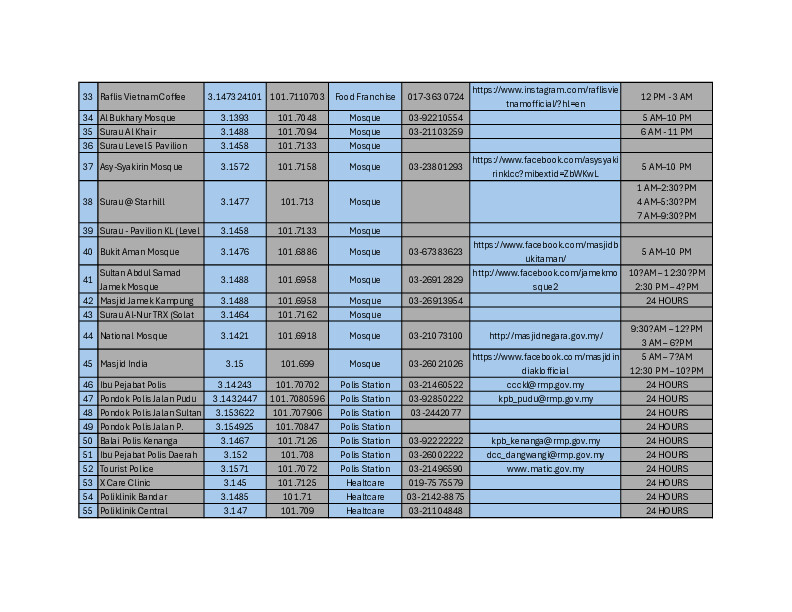 33 Raflis Vietnam Coffee 3.147324101 101.7110703 Food Franchise 017-363 0724 https://www.instagram.com/raflisvie 12 PM - 3 AM
tnamofficial/?hl=en
34 Al Bukhary Mosque 3.1393 101.7048 Mosque 03-92210554 5 AM–10 PM
35 Surau Al Khair 3.1488 101.7094 Mosque 03-21103259 6 AM - 11 PM
36 Surau Level 5 Pavilion 3.1458 101.7133 Mosque
37 Asy-Syakirin Mosque 3.1572 101.7158 Mosque 03-23801293 https://www.facebook.com/asysyaki 5 AM–10 PM
rinklcc?mibextid=ZbWKwL
38 Surau @ Starhill 3.1477 101.713 Mosque 1 AM–2:30?PM
4 AM–5:30?PM
7 AM–9:30?PM
39 Surau - Pavilion KL (Level 3.1458 101.7133 Mosque
40 Bukit Aman Mosque 3.1476 101.6886 Mosque 03-67383623 https://www.facebook.com/masjidb 5 AM–10 PM
ukitaman/
41 Sultan Abdul Samad 3.1488 101.6958 Mosque 03-26912829 http://www.facebook.com/jamekmo 10?AM – 12:30?PM
Jamek Mosque sque2 2:30 PM – 4?PM
42 Masjid Jamek Kampung 3.1488 101.6958 Mosque 03-26913954 24 HOURS
43 Surau Al-Nur TRX (Solat 3.1464 101.7162 Mosque
44 National Mosque 3.1421 101.6918 Mosque 03-21073100 http://masjidnegara.gov.my/ 9:30?AM – 12?PM
3 AM – 6?PM
45 Masjid India 3.15 101.699 Mosque 03-26021026 https://www.facebook.com/masjidin 5 AM – 7?AM
diaklofficial 12:30 PM – 10?PM
46 Ibu Pejabat Polis 3.14243 101.70702 Polis Station 03-21460522 ccckl@rmp.gov.my 24 HOURS
47 Pondok Polis Jalan Pudu 3.1432447 101.7080596 Polis Station 03-92850222 kpb_pudu@rmp.gov.my 24 HOURS
48 Pondok Polis Jalan Sultan 3.153622 101.707906 Polis Station 03-2442077 24 HOURS
49 Pondok Polis Jalan P. 3.154925 101.70847 Polis Station 24 HOURS
50 Balai Polis Kenanga 3.1467 101.7126 Polis Station 03-92222222 kpb_kenanga@rmp.gov.my 24 HOURS
51 Ibu Pejabat Polis Daerah 3.152 101.708 Polis Station 03-26002222 dcc_dangwangi@rmp.gov.my 24 HOURS
52 Tourist Police 3.1571 101.7072 Polis Station 03-21496590 www.matic.gov.my 24 HOURS
53 X Care Clinic 3.145 101.7125 Healtcare 019-7575579 24 HOURS
54 Poliklinik Bandar 3.1485 101.71 Healtcare 03-2142-8875 24 HOURS
55 Poliklinik Central 3.147 101.709 Healtcare 03-21104848 24 HOURS